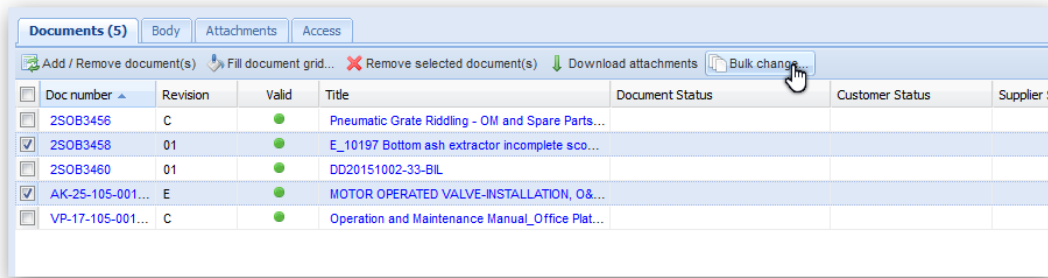 Documents (5) Body Attachments Access
Add / Remove document(s) Fill document grid... Remove selected document(s) Download attachments Bulk change...
Doc number Revision Valid Title Document Status Customer Status Supplier
2SOB3456 C Pneumatic Grate Riddling - OM and Spare Parts...
2SOB3458 01 E_10197 Bottom ash extractor incomplete sco...
2SOB3460 01 DD20151002-33-BIL
AK-25-105-001... E MOTOR OPERATED VALVE-INSTALLATION, O&...
VP-17-105-001... C Operation and Maintenance Manual_Office Plat...